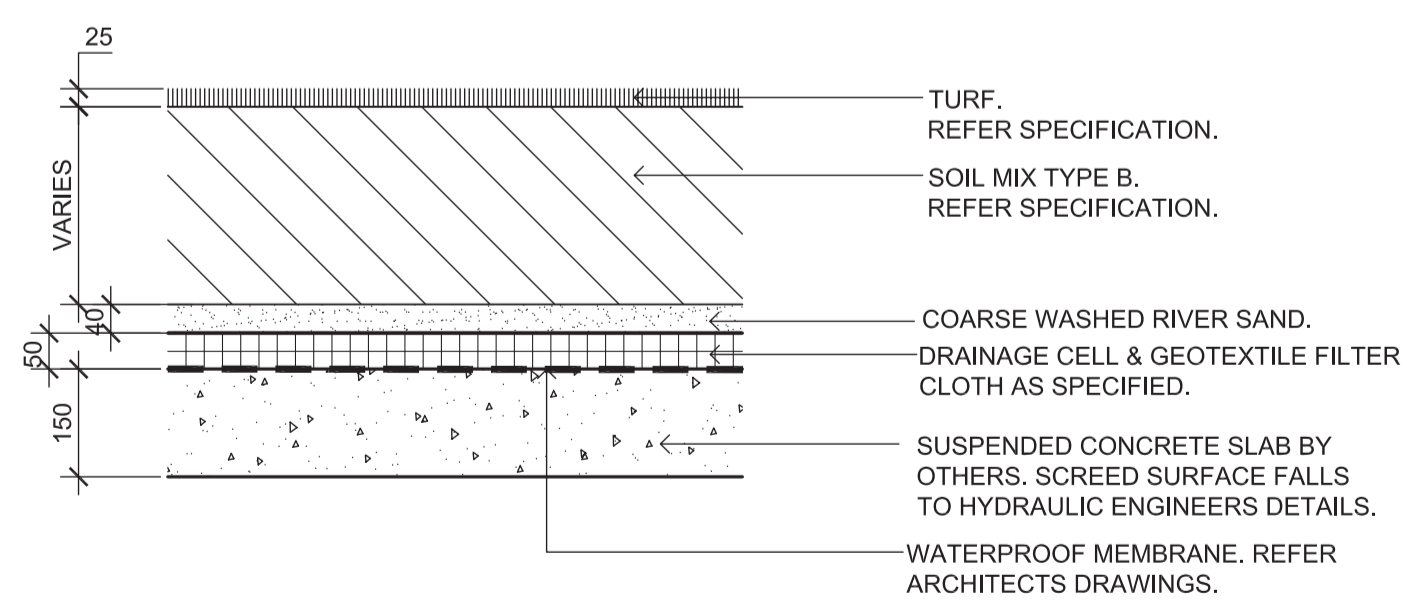 25
TURF.
REFER SPECIFICATION.
VARIES
SOIL MIX TYPE B.
REFER SPECIFICATION.
40
COARSE WASHED RIVER SAND.
50
DRAINAGE CELL & GEOTEXTILE FILTER
CLOTH AS SPECIFIED.
150
SUSPENDED CONCRETE SLAB BY
OTHERS. SCREED SURFACE FALLS
TO HYDRAULIC ENGINEERS DETAILS.
WATERPROOF MEMBRANE. REFER
ARCHITECTS DRAWINGS.